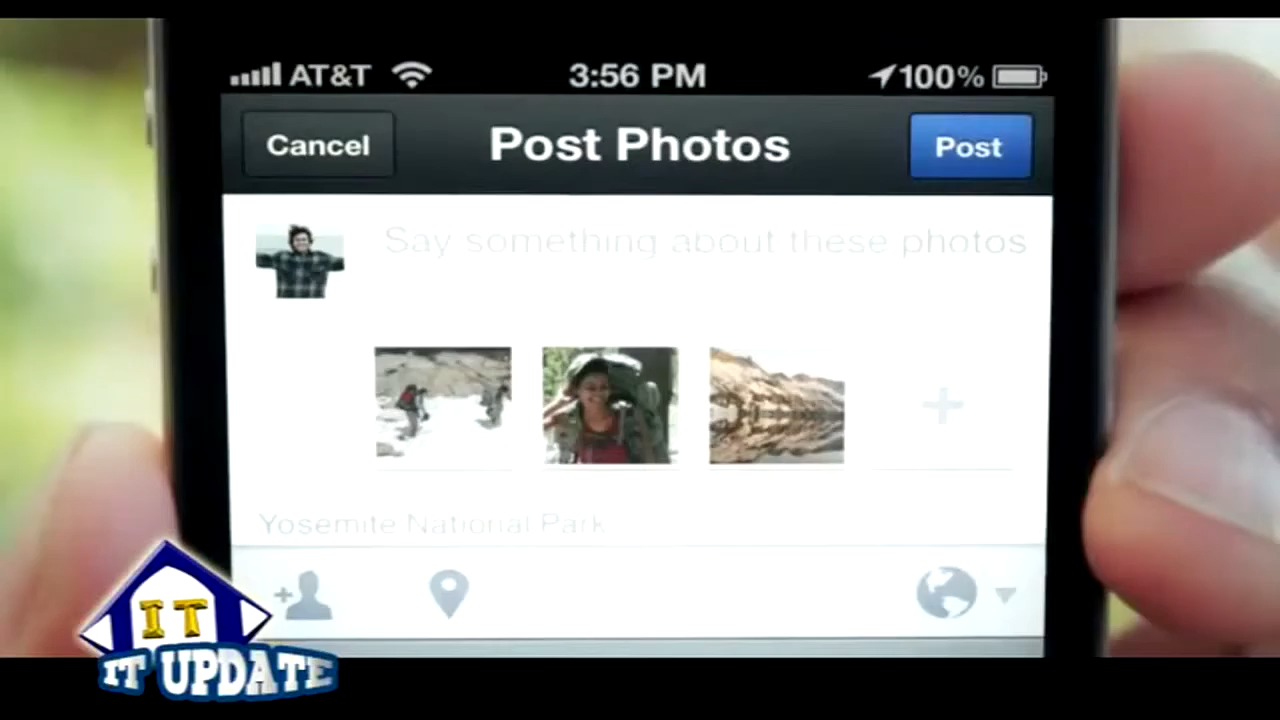 AT&T 3:56 PM 100%
Cancel Post Photos Post
Say something about these photos
Yosemite National Park
IT
IT UPDATE